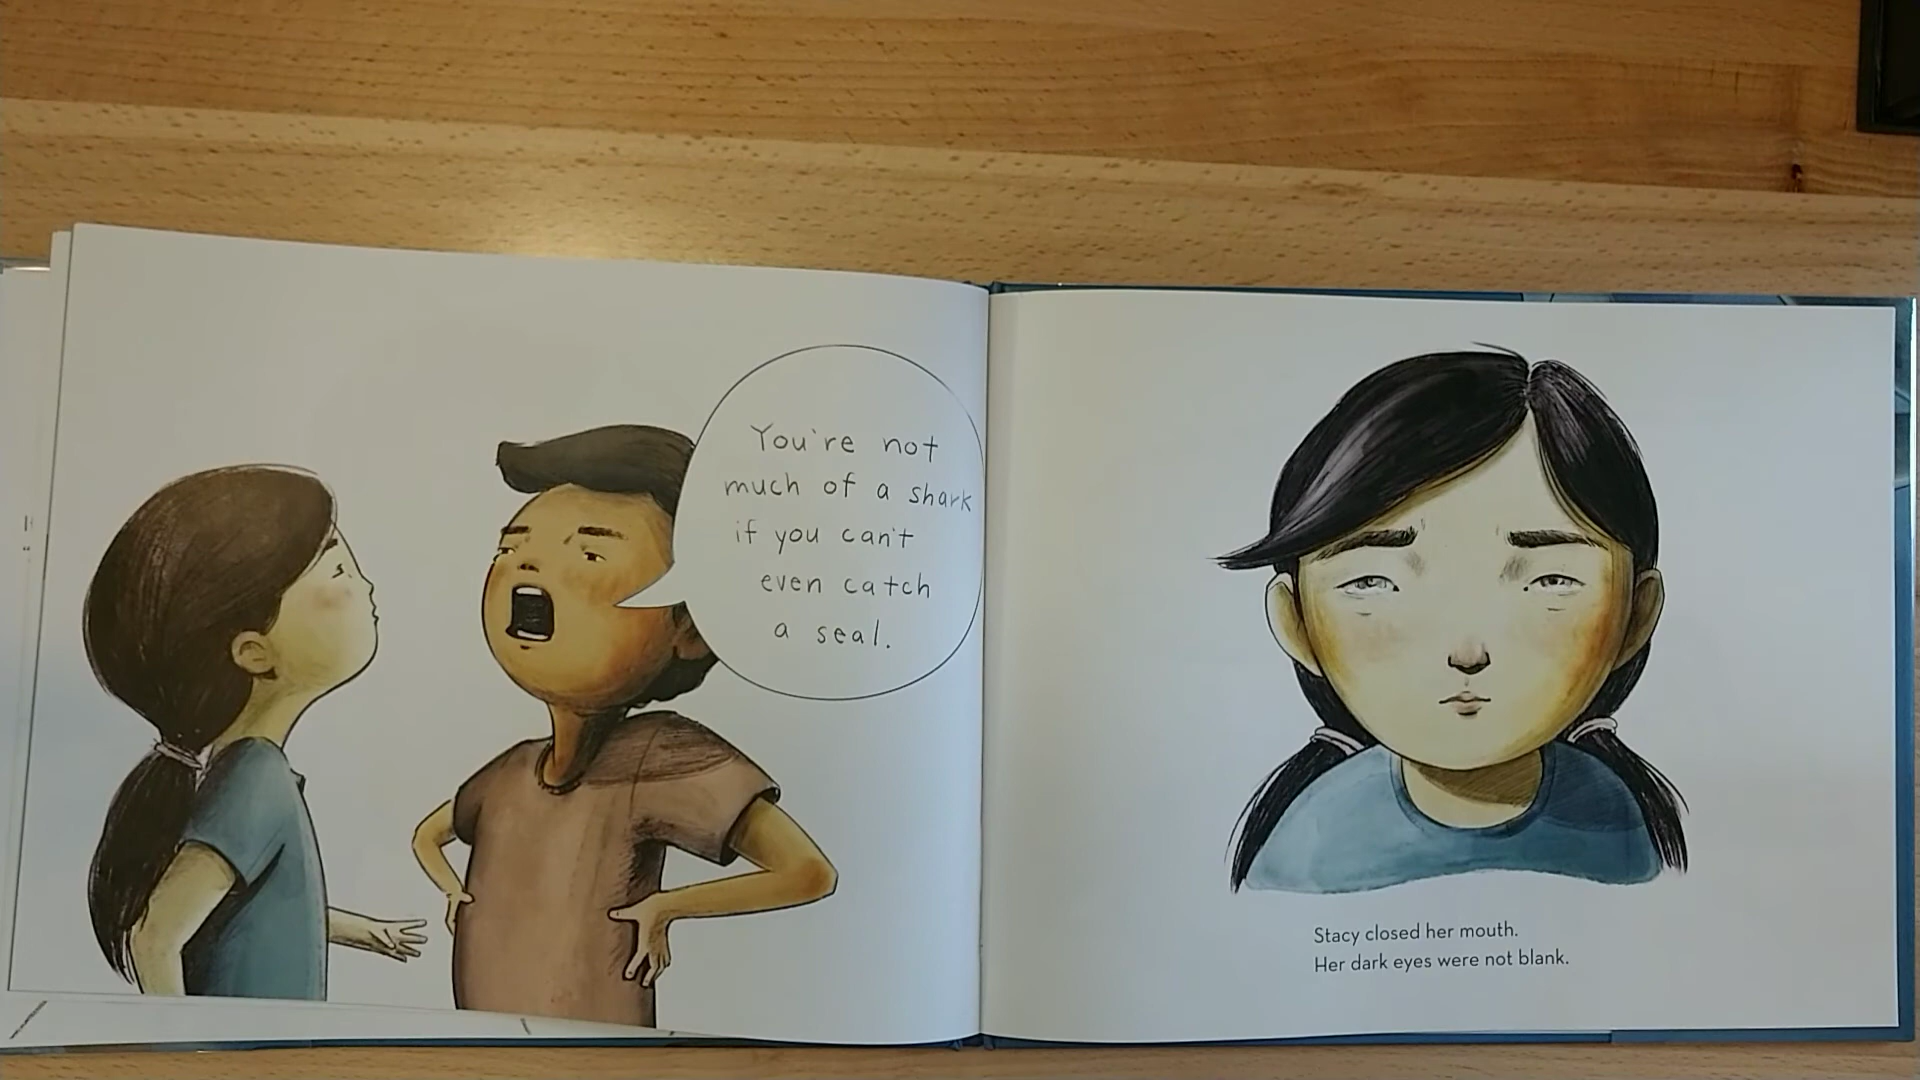 You're not
much of a shark
if you can't
even catch
a seal.
Stacy closed her mouth.
Her dark eyes were not blank.